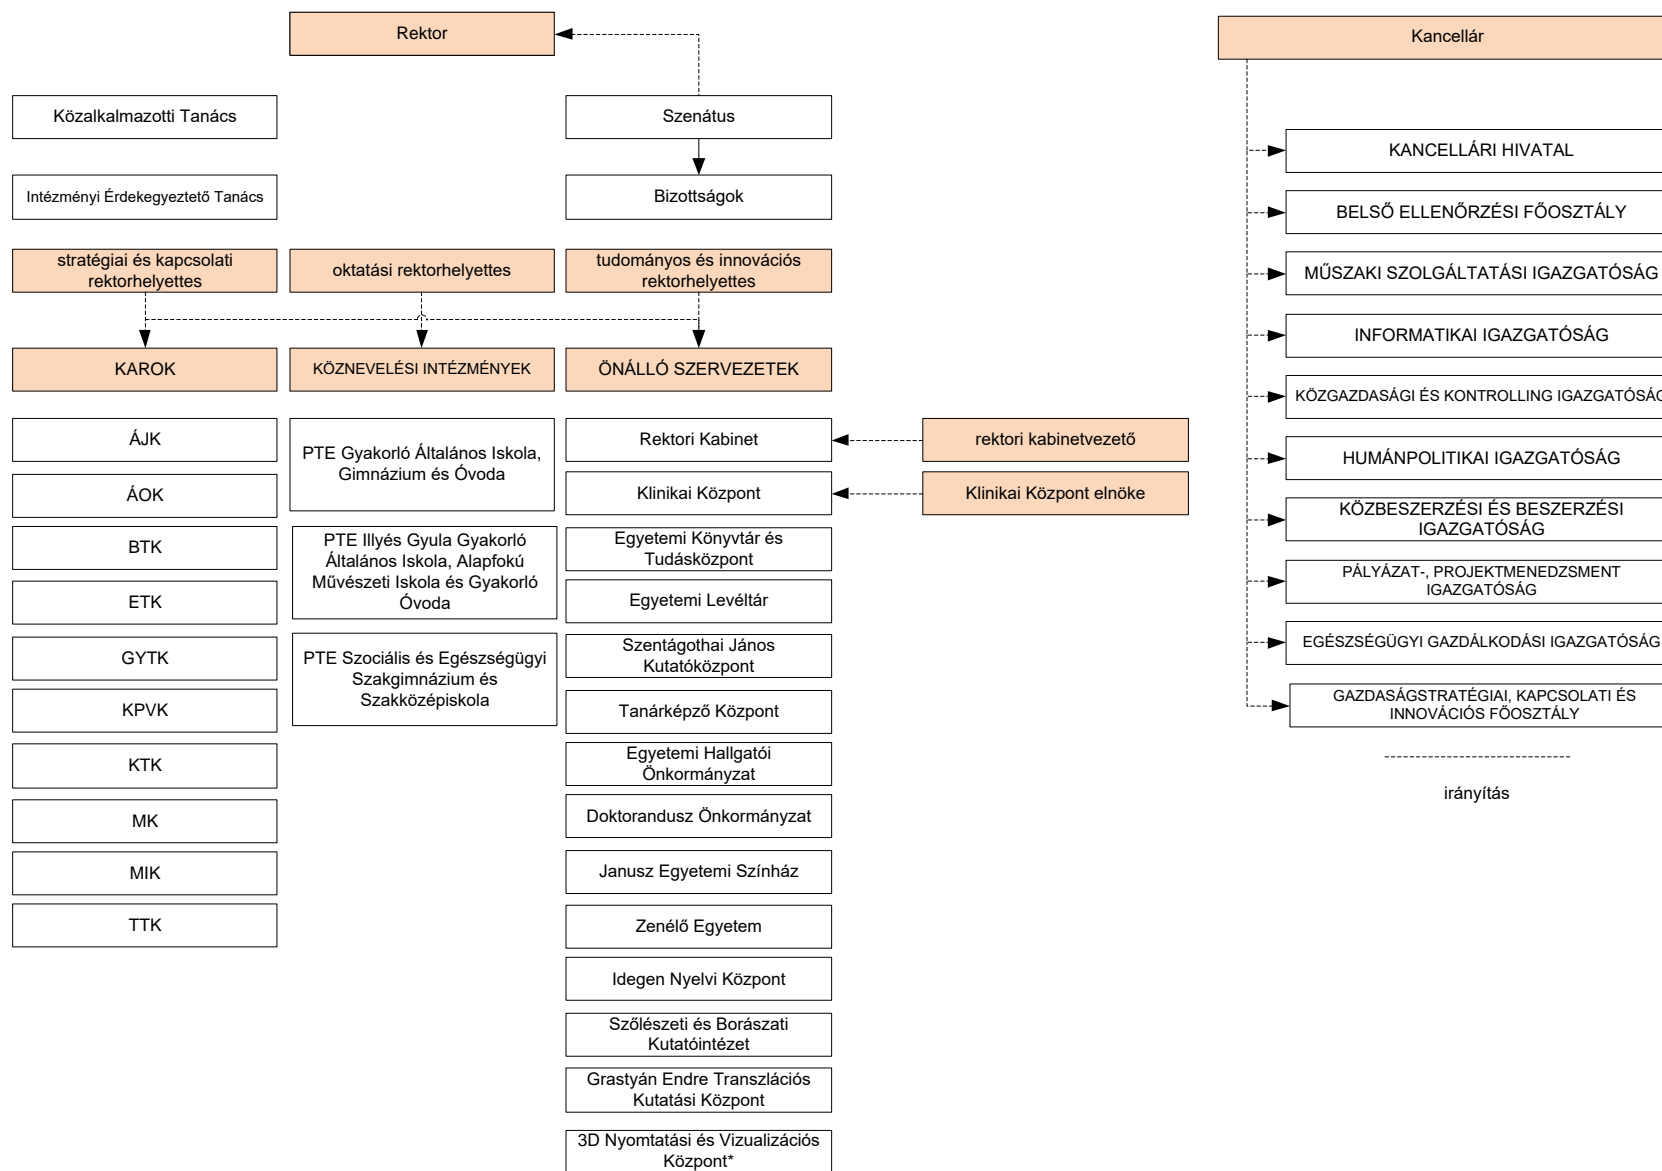 Rektor
Kancellár
Közalkalmazotti Tanács
Szenátus
Intézményi Érdekegyeztető Tanács
Bizottságok
stratégiai és kapcsolati
rektorhelyettes
oktatási rektorhelyettes
tudományos és innovációs
rektorhelyettes
KAROK
KÖZNEVELÉSI INTÉZMÉNYEK
ÖNÁLLÓ SZERVEZETEK
ÁJK
ÁOK
BTK
ETK
GYTK
KPVK
KTK
MK
MIK
TTK
PTE Gyakorló Általános Iskola,
Gimnázium és Óvoda
PTE Illyés Gyula Gyakorló
Általános Iskola, Alapfokú
Művészeti Iskola és Gyakorló
Óvoda
PTE Szociális és Egészségügyi
Szakgimnázium és
Szakközépiskola
Rektori Kabinet
Klinikai Központ
Egyetemi Könyvtár és
Tudásközpont
Egyetemi Levéltár
Szentágothai János
Kutatóközpont
Tanárképző Központ
Egyetemi Hallgatói
Önkormányzat
Doktorandusz Önkormányzat
Janusz Egyetemi Színház
Zenélő Egyetem
Idegen Nyelvi Központ
Szőlészeti és Borászati
Kutatóintézet
Grastyán Endre Transzlációs
Kutatási Központ
3D Nyomtatási és Vizualizációs
Központ*
rektori kabinetvezető
Klinikai Központ elnöke
KANCELLÁRI HIVATAL
BELSŐ ELLENŐRZÉSI FŐOSZTÁLY
MŰSZAKI SZOLGÁLTATÁSI IGAZGATÓSÁG
INFORMATIKAI IGAZGATÓSÁG
KÖZGAZDASÁGI ÉS KONTROLLING IGAZGATÓSÁG
HUMÁNPOLITIKAI IGAZGATÓSÁG
KÖZBESZERZÉSI ÉS BESZERZÉSI
IGAZGATÓSÁG
PÁLYÁZAT-, PROJEKTMENEDZSMENT
IGAZGATÓSÁG
EGÉSZSÉGÜGYI GAZDÁLKODÁSI IGAZGATÓSÁG
GAZDASÁGSTRATÉGIAI, KAPCSOLATI ÉS
INNOVÁCIÓS FŐOSZTÁLY
irányítás